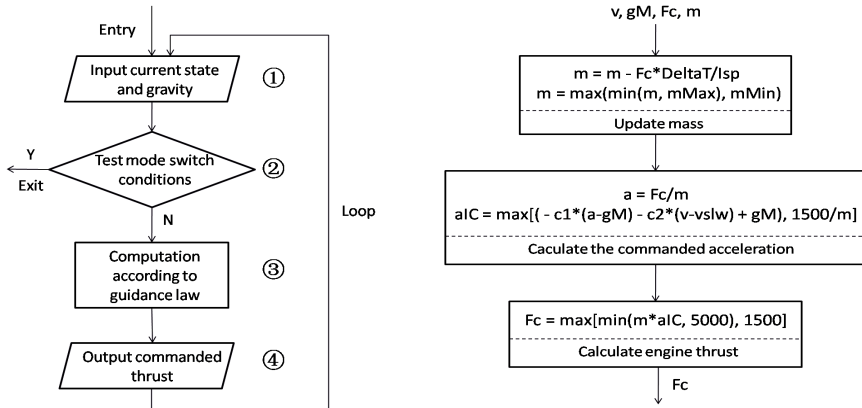 Entry
Input current state
and gravity
①
Test mode switch
conditions
②
Y
Exit
N
Loop
Computation
according to
guidance law
③
Output commanded
thrust
④
v, gM, Fc, m
m = m - Fc*DeltaT/Isp
m = max(min(m, mMax), mMin)
Update mass
a = Fc/m
aIC = max[( - c1*(a-gM) - c2*(v-vslw) + gM), 1500/m]
Caculate the commanded acceleration
Fc = max[min(m*aIC, 5000), 1500]
Calculate engine thrust
Fc